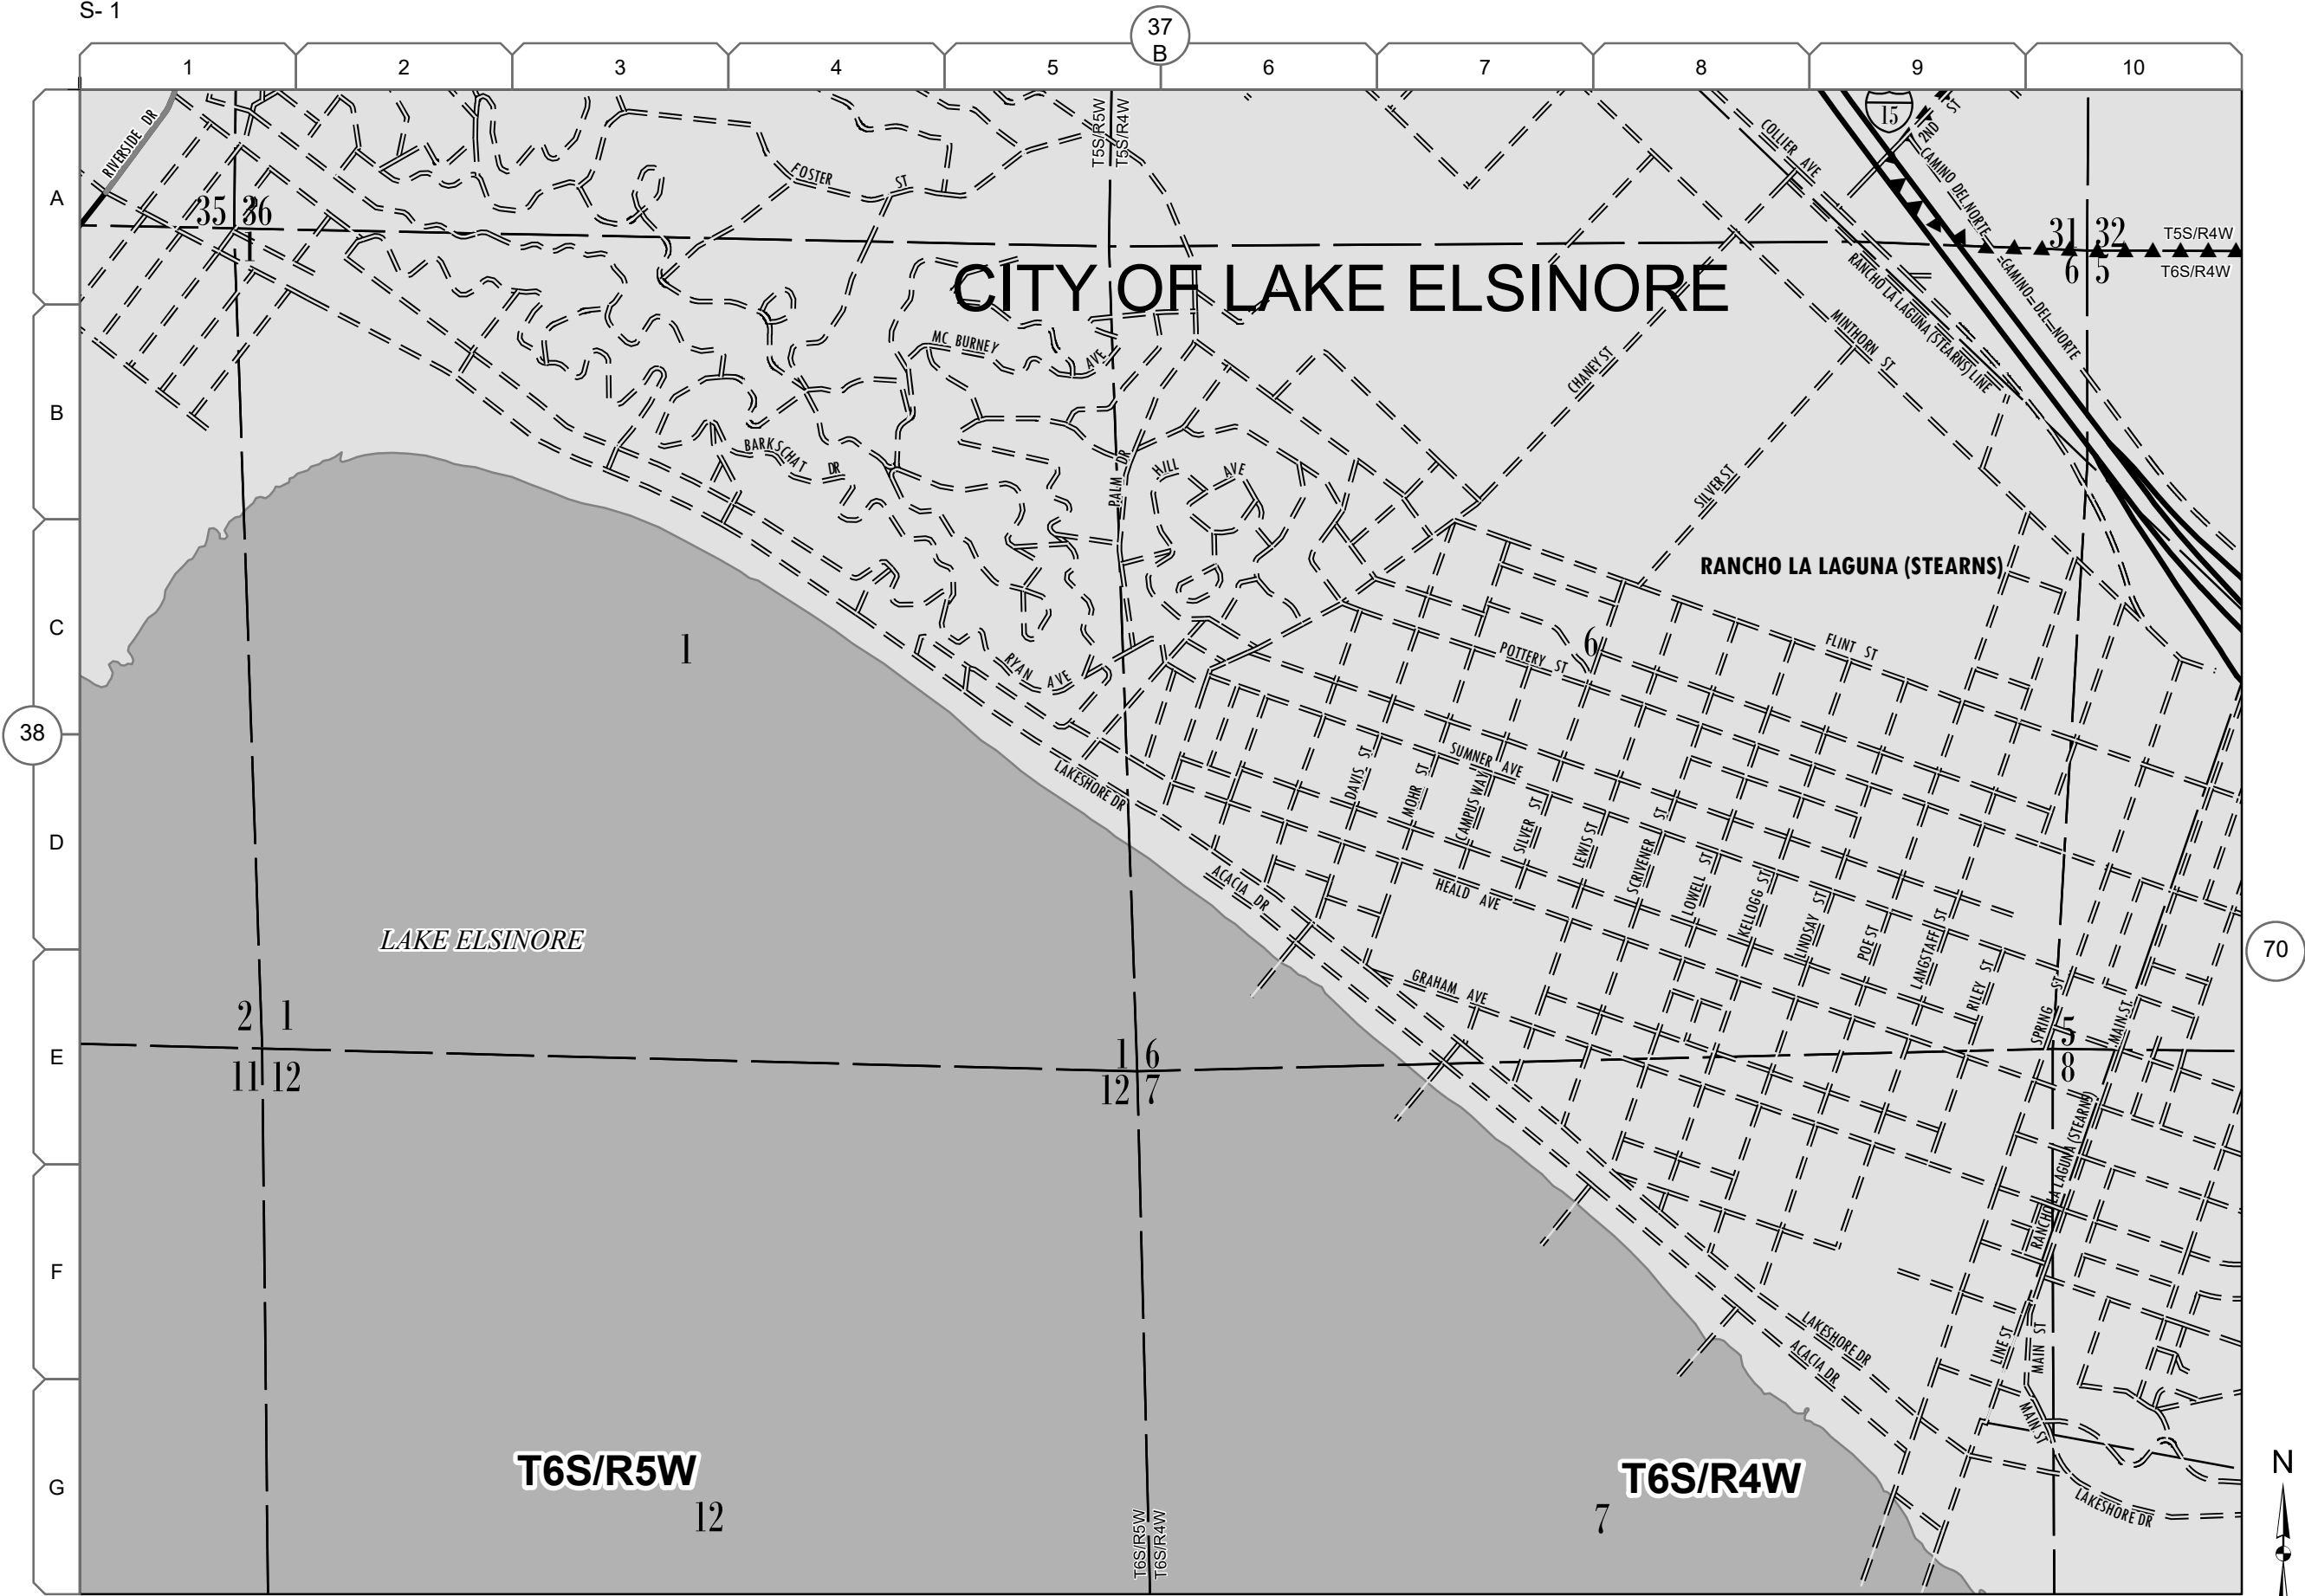 S- 1
37
B
1 2 3 4 5 6 7 8 9 10
A
B
C
D
E
F
G
38
70
RIVERSIDE DR
35 36
1
FOSTER ST
T5S/R5W
T5S/R4W
COLLIER AVE
15
2ND ST
CAMINO DEL NORTE
31 32
6 5
T5S/R4W
T6S/R4W
CITY OF LAKE ELSINORE
RANCHO LA LAGUNA (STEARNS) LINE
CAMINO DEL NORTE
MINTHORN ST
MC BURNEY AVE
CHANEY ST
BARKSCHAT DR
PALM DR
HILL AVE
SILVER ST
RANCHO LA LAGUNA (STEARNS)
1
6
RYAN AVE
POTTERY ST
FLINT ST
LAKESHORE DR
DAVIS ST
MOHR ST
SUMNER AVE
CAMPUS WAY
SILVER ST
LEWIS ST
SCRIVENER ST
LOWELL ST
KELLOGG ST
LINDSAY ST
POE ST
LANGSTAFF ST
RILEY ST
SPRING ST
MAIN ST
ACACIA DR
HEALD AVE
LAKE ELSINORE
GRAHAM AVE
2 1
11 12
1 6
12 7
5
8
RANCHO LA LAGUNA (STEARNS)
LAKESHORE DR
ACACIA DR
LINE ST
MAIN ST
MAIN ST
LAKESHORE DR
T6S/R5W
12
T6S/R5W
T6S/R4W
T6S/R4W
7
N